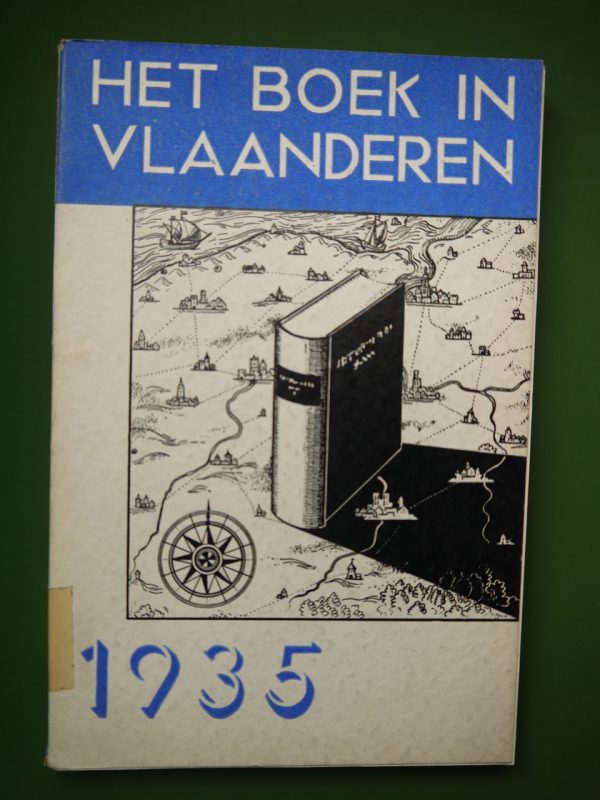 HET BOEK IN
VLAANDEREN
1935